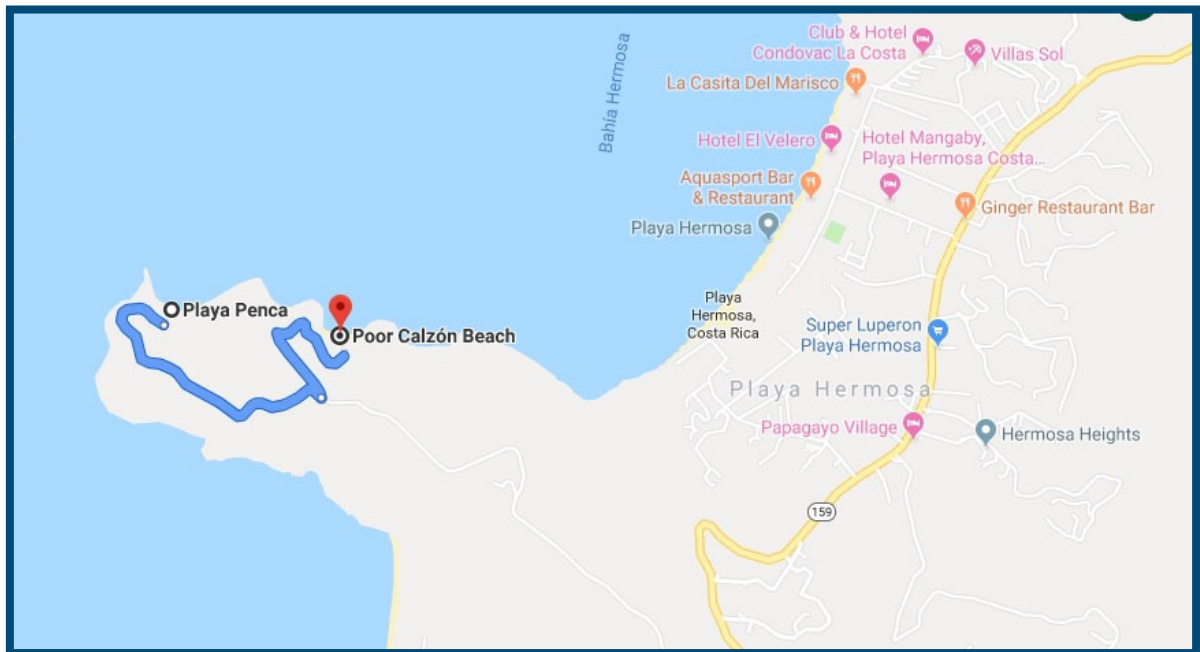 Club & Hotel
Condovac La Costa
Villas Sol
La Casita Del Marisco
Bahía Hermosa
Hotel El Velero
Hotel Mangaby,
Playa Hermosa Costa...
Aquasport Bar
& Restaurant
Ginger Restaurant Bar
Playa Hermosa
Playa Penca
Poor Calzón Beach
Playa
Hermosa,
Costa Rica
Super Luperon
Playa Hermosa
Playa Hermosa
Papagayo Village
Hermosa Heights
159